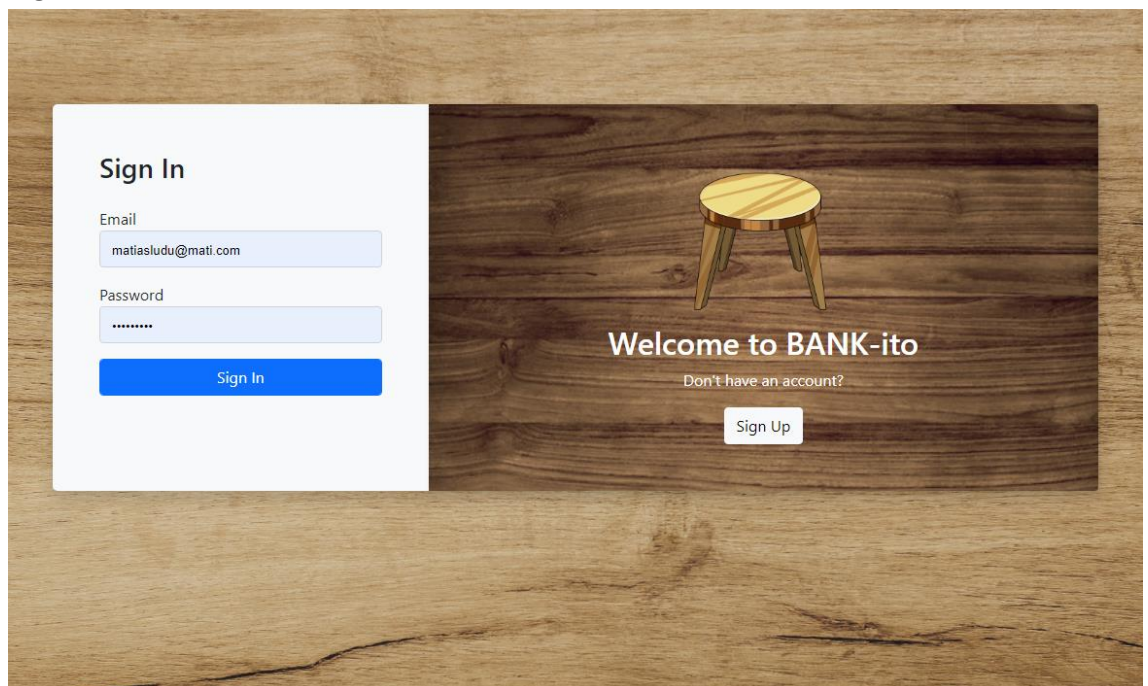 Sign In
Email
matiasludu@mati.com
Password
•••••••••
Sign In
Welcome to BANK-ito
Don't have an account?
Sign Up